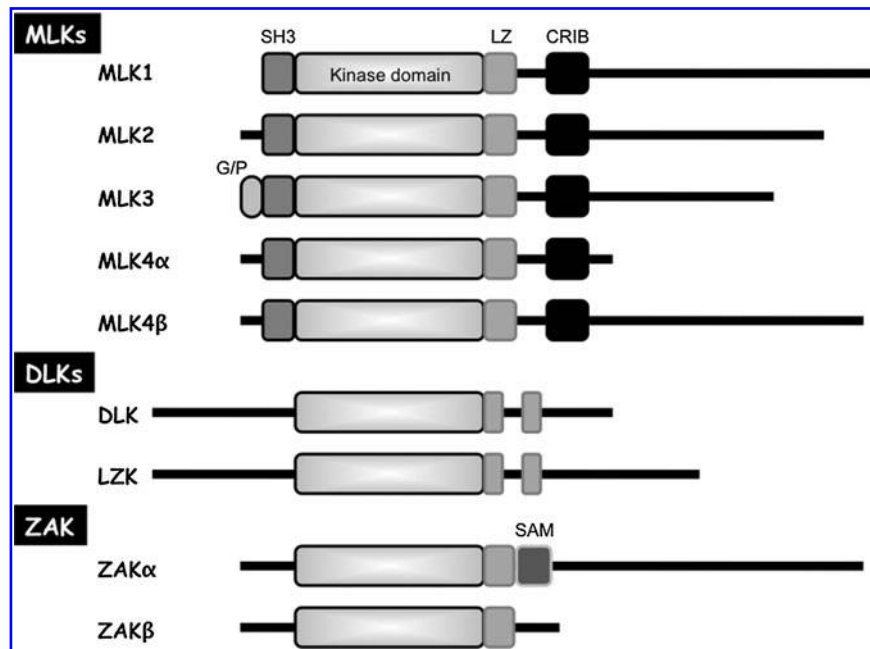 MLKs
SH3 LZ CRIB
MLK1 Kinase domain
MLK2
G/P
MLK3
MLK4α
MLK4β
DLKs
DLK
LZK
ZAK
SAM
ZAKα
ZAKβ